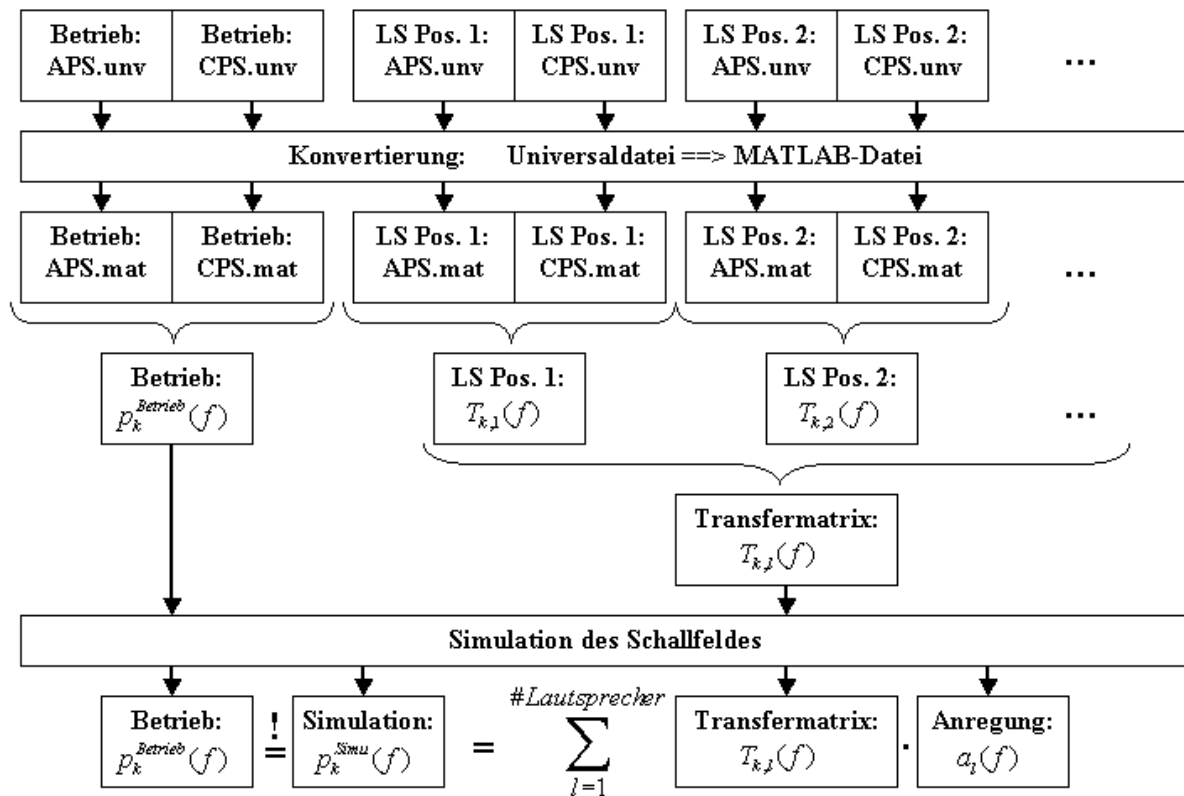 Betrieb: Betrieb: LS Pos. 1: LS Pos. 1: LS Pos. 2: LS Pos. 2:
APS.unv CPS.unv APS.unv CPS.unv APS.unv CPS.unv ...
Konvertierung: Universaldatei ==> MATLAB-Datei
Betrieb: Betrieb: LS Pos. 1: LS Pos. 1: LS Pos. 2: LS Pos. 2:
APS.mat CPS.mat APS.mat CPS.mat APS.mat CPS.mat ...
Betrieb: LS Pos. 1: LS Pos. 2:
p_k^Betrieb(f) T_k,1(f) T_k,2(f) ...
Transfermatrix:
T_k,l(f)
Simulation des Schallfeldes
#Lautsprecher
Betrieb: ! Simulation: Transfermatrix: Anregung:
p_k^Betrieb(f) = p_k^Simu(f) = ∑ T_k,l(f) · a_l(f)
l=1